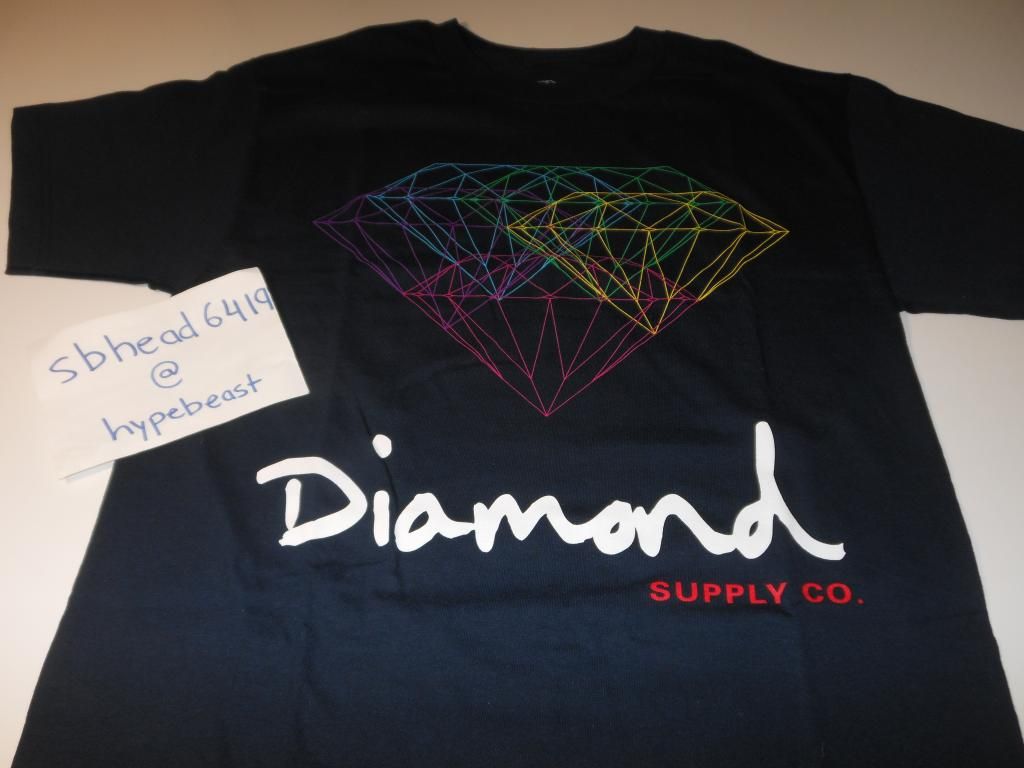 sbhead6419
@
hypebeast
Diamond
SUPPLY CO.